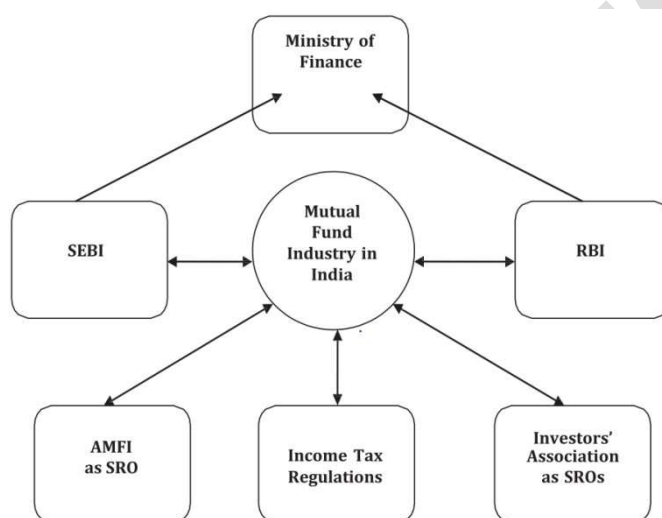 Ministry of
Finance
SEBI
Mutual
Fund
Industry in
India
RBI
AMFI
as SRO
Income Tax
Regulations
Investors’
Association
as SROs